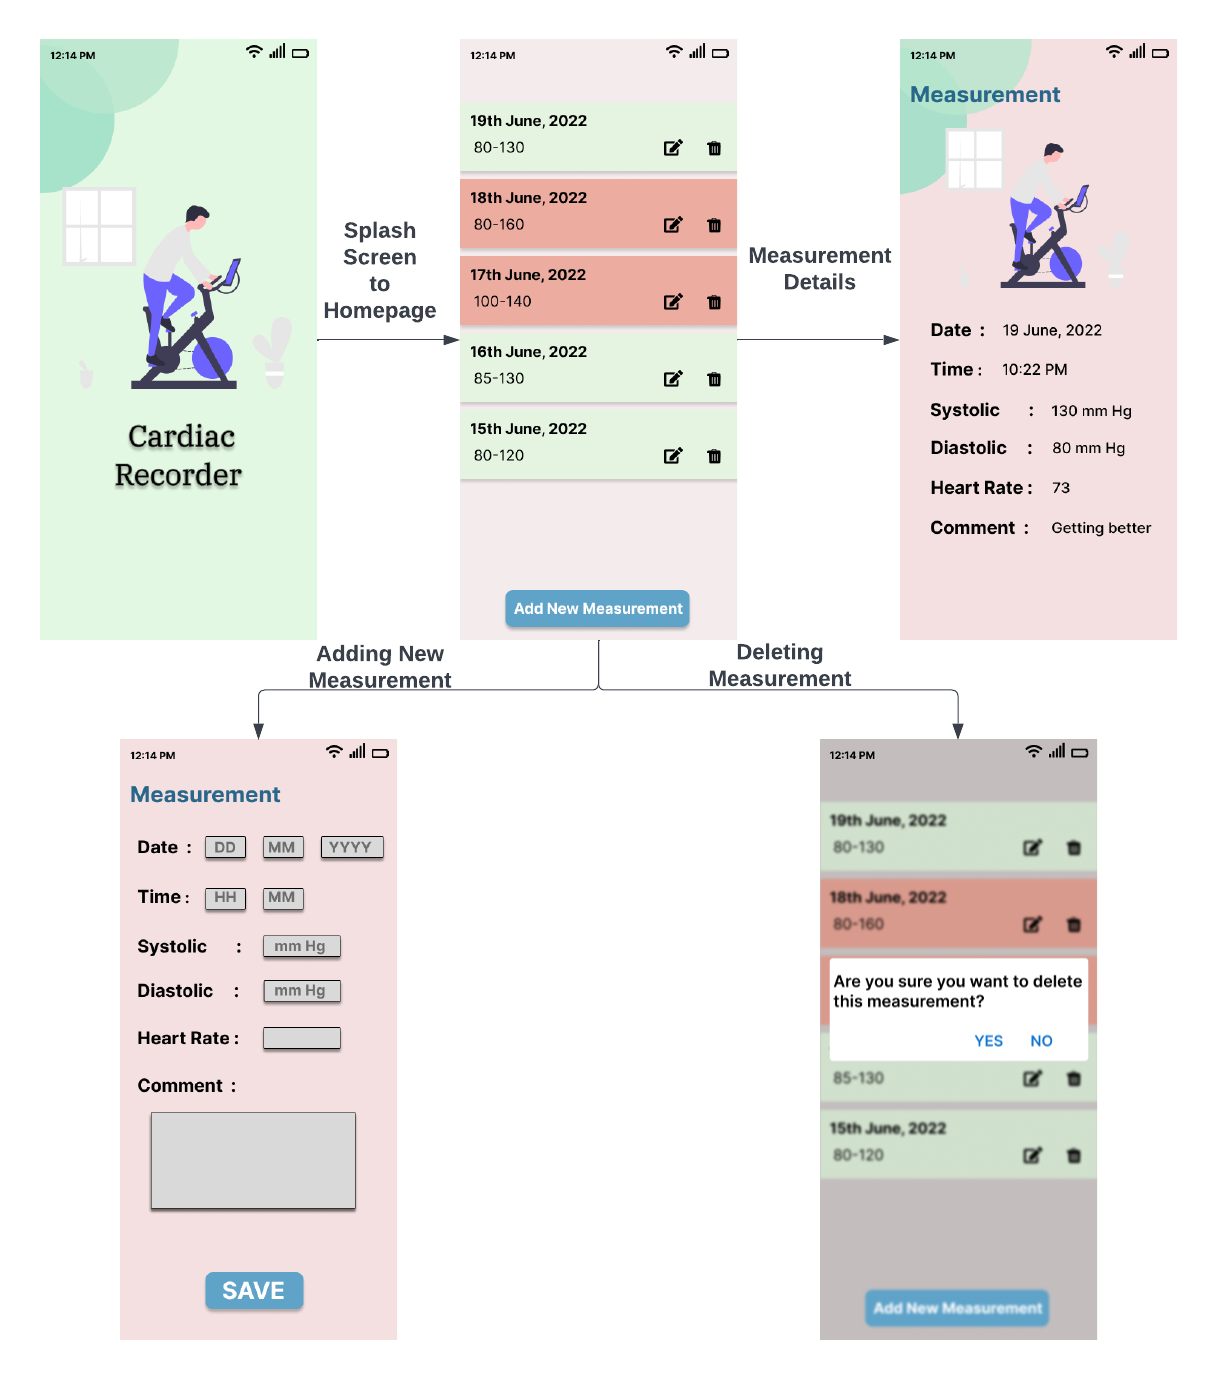 12:14 PM
Cardiac
Recorder
Splash
Screen
to
Homepage
12:14 PM
19th June, 2022
80-130
18th June, 2022
80-160
17th June, 2022
100-140
16th June, 2022
85-130
15th June, 2022
80-120
Add New Measurement
Measurement
Details
12:14 PM
Measurement
Date : 19 June, 2022
Time : 10:22 PM
Systolic : 130 mm Hg
Diastolic : 80 mm Hg
Heart Rate : 73
Comment : Getting better
Adding New
Measurement
Deleting
Measurement
12:14 PM
Measurement
Date : DD MM YYYY
Time : HH MM
Systolic : mm Hg
Diastolic : mm Hg
Heart Rate :
Comment :
SAVE
12:14 PM
19th June, 2022
80-130
18th June, 2022
80-160
Are you sure you want to delete
this measurement?
YES NO
85-130
15th June, 2022
80-120
Add New Measurement